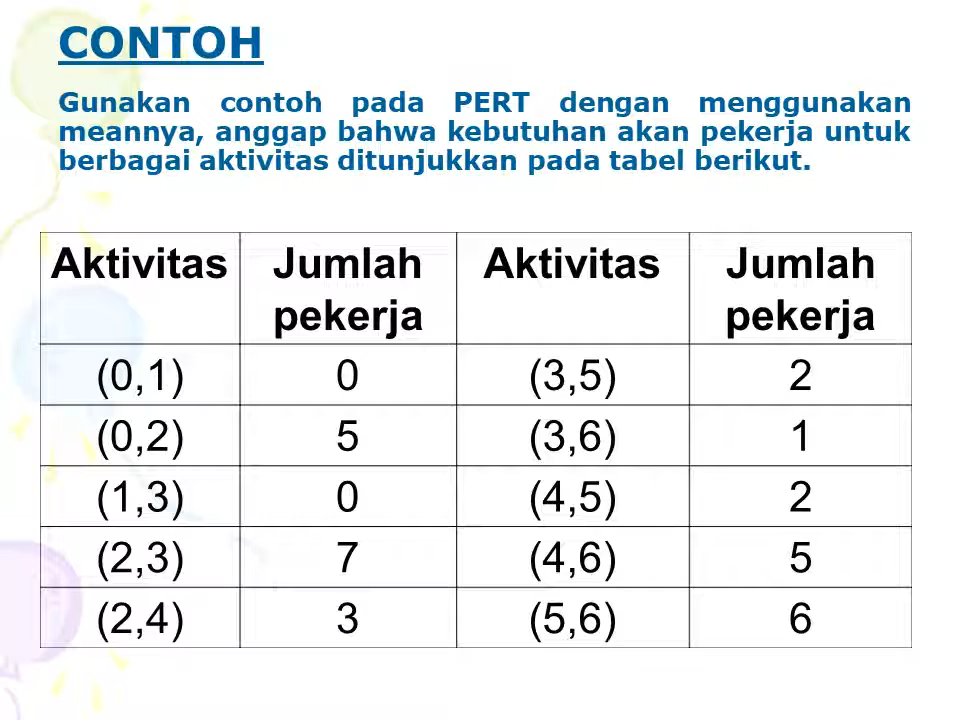 CONTOH
Gunakan contoh pada PERT dengan menggunakan
meannya, anggap bahwa kebutuhan akan pekerja untuk
berbagai aktivitas ditunjukkan pada tabel berikut.
Aktivitas Jumlah pekerja Aktivitas Jumlah pekerja
(0,1) 0 (3,5) 2
(0,2) 5 (3,6) 1
(1,3) 0 (4,5) 2
(2,3) 7 (4,6) 5
(2,4) 3 (5,6) 6